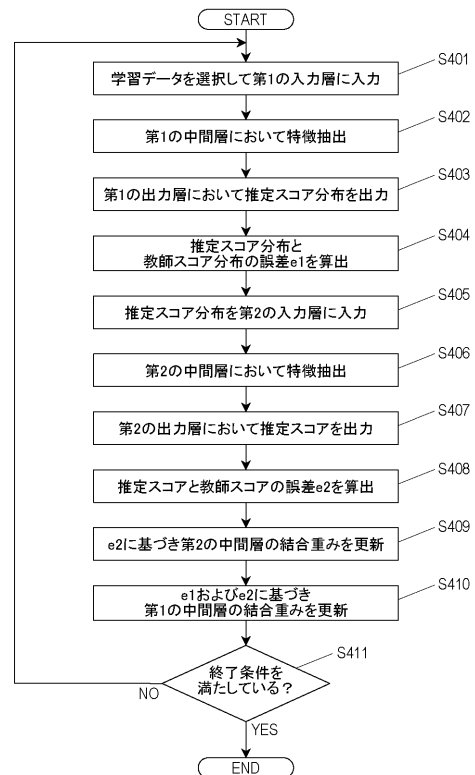 START
学習データを選択して第1の入力層に入力
S401
第1の中間層において特徴抽出
S402
第1の出力層において推定スコア分布を出力
S403
推定スコア分布と
教師スコア分布の誤差e1を算出
S404
推定スコア分布を第2の入力層に入力
S405
第2の中間層において特徴抽出
S406
第2の出力層において推定スコアを出力
S407
推定スコアと教師スコアの誤差e2を算出
S408
e2に基づき第2の中間層の結合重みを更新
S409
e1およびe2に基づき
第1の中間層の結合重みを更新
S410
終了条件を
満たしている？
S411
NO
YES
END